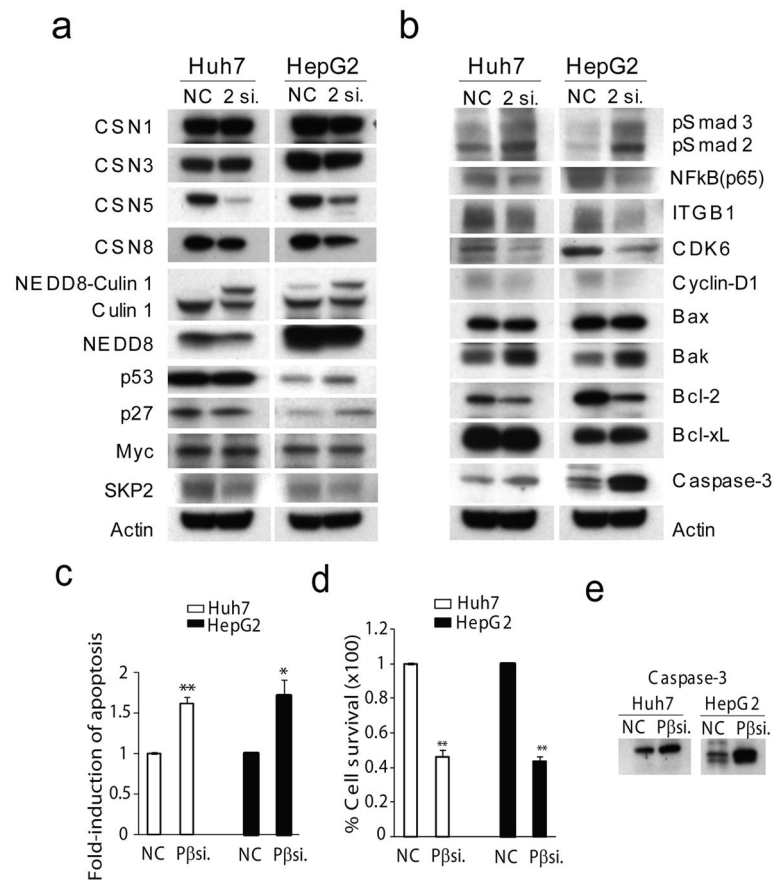 a
Huh7 HepG2
NC 2 si. NC 2 si.
CSN1
CSN3
CSN5
CSN8
NEDD8-Culin 1
Culin 1
NEDD8
p53
p27
Myc
SKP2
Actin
b
Huh7 HepG2
NC 2 si. NC 2 si.
pSmad 3
pSmad 2
NFkB(p65)
ITGB1
CDK6
Cyclin-D1
Bax
Bak
Bcl-2
Bcl-xL
Caspase-3
Actin
c
Huh7
HepG2
Fold-induction of apoptosis
2
1.5
1
0.5
0
** *
NC Pβsi. NC Pβsi.
d
Huh7
HepG2
% Cell survival (x100)
1.2
1
0.8
0.6
0.4
0.2
0
** **
NC Pβsi. NC Pβsi.
e
Caspase-3
Huh7 HepG2
NC Pβsi. NC Pβsi.